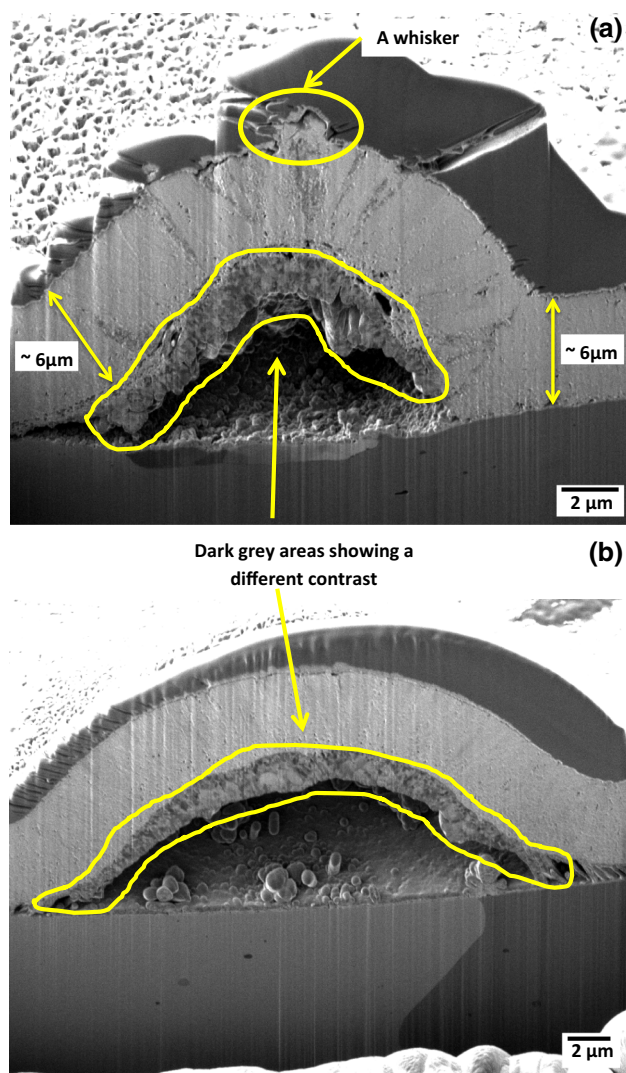 (a)
A whisker
~ 6µm
~ 6µm
2 µm
(b)
Dark grey areas showing a
different contrast
2 µm